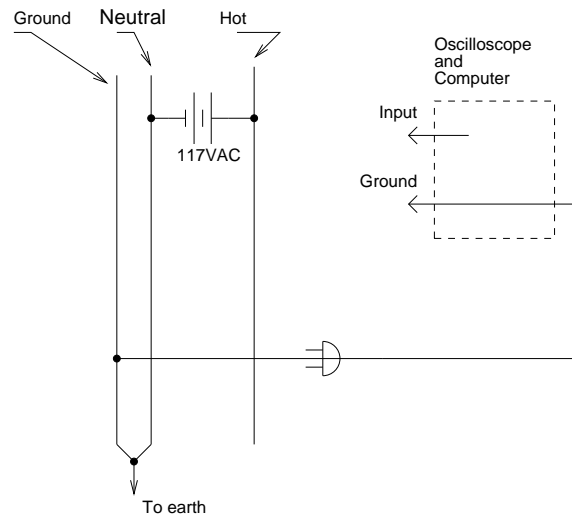 Ground
Neutral
Hot
Oscilloscope
and
Computer
Input
117VAC
Ground
To earth